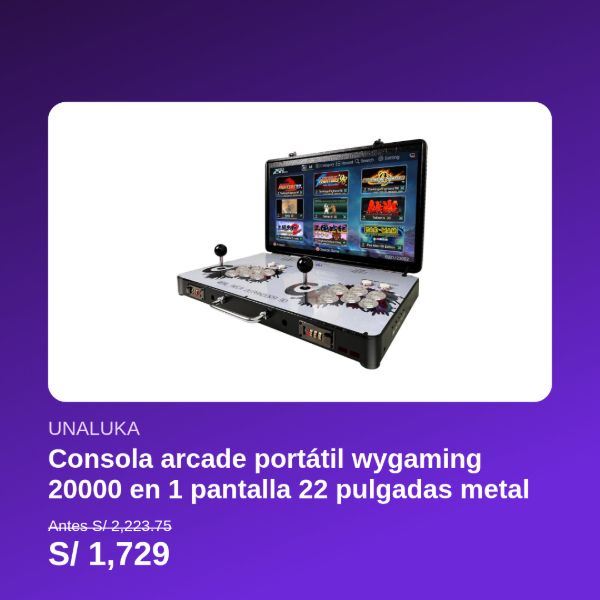 UNALUKA
Consola arcade portátil wygaming
20000 en 1 pantalla 22 pulgadas metal
Antes S/ 2,223.75
S/ 1,729